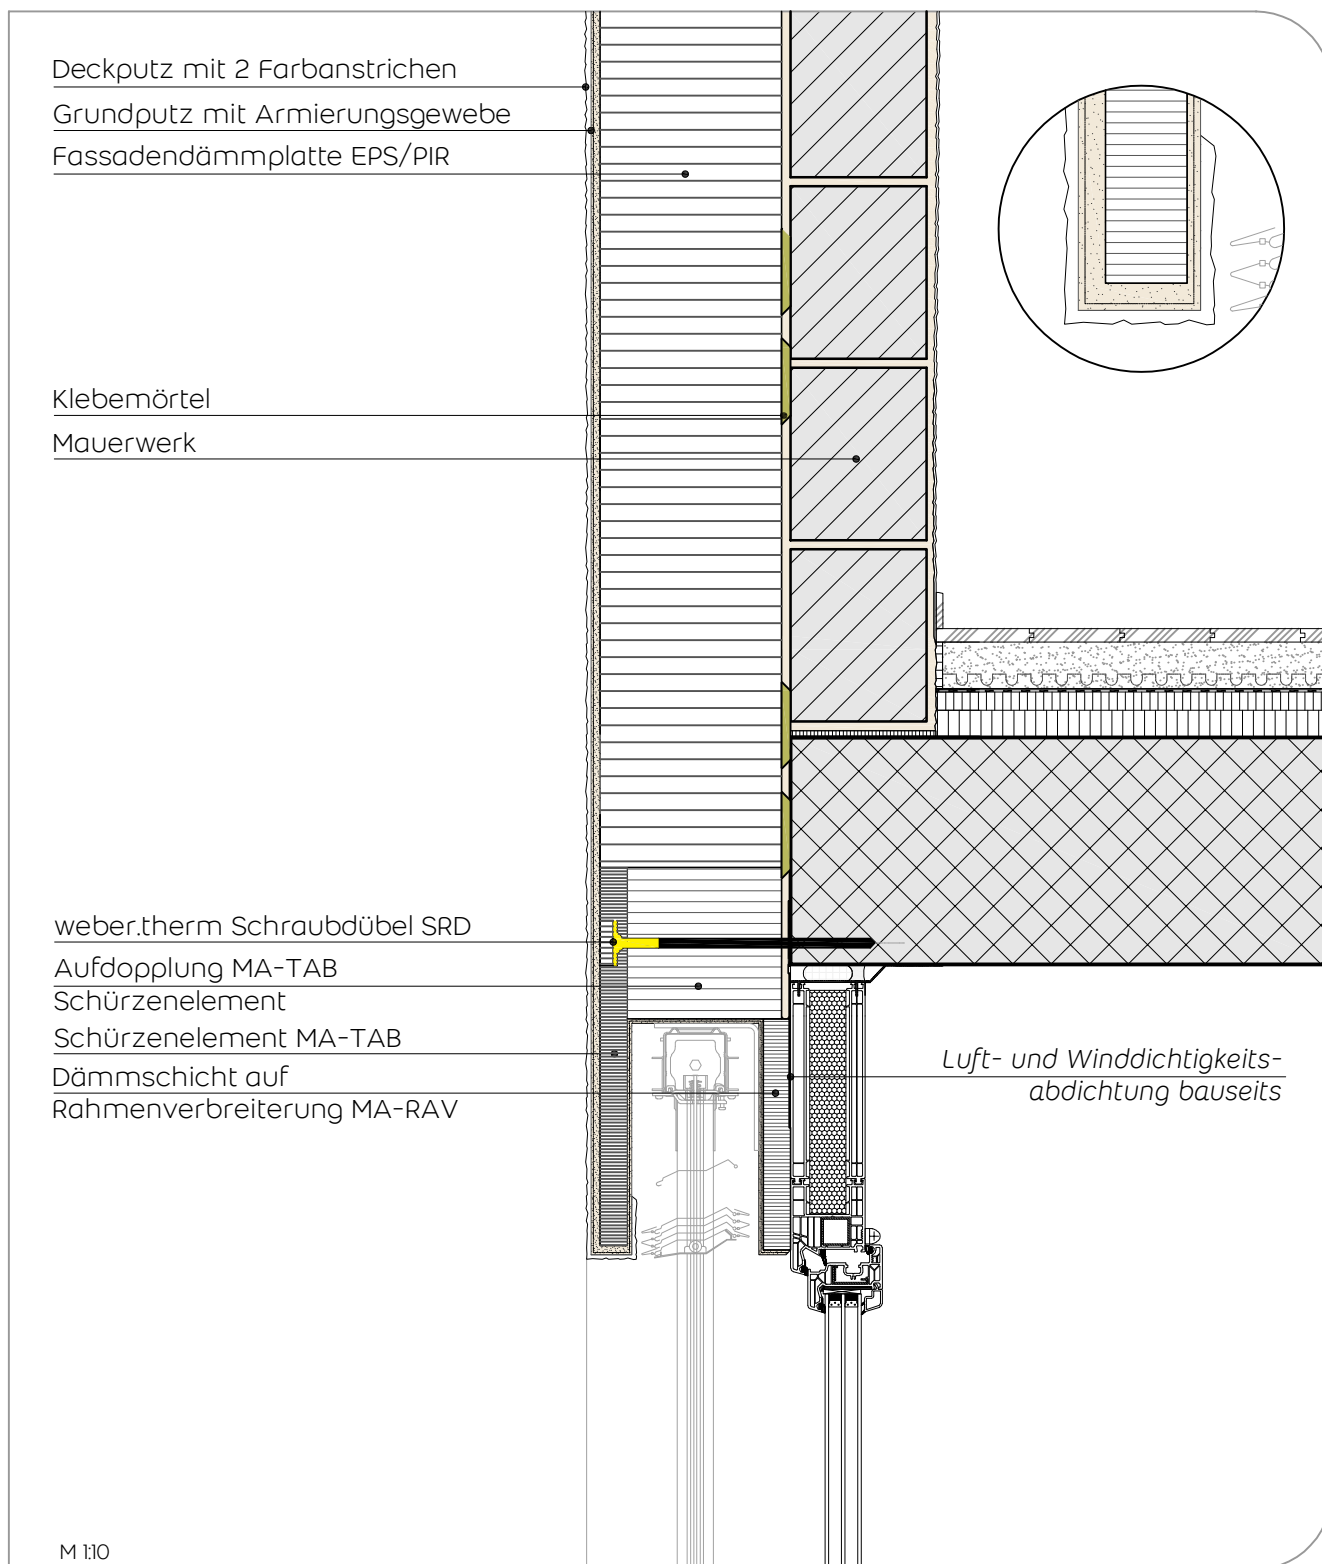 Deckputz mit 2 Farbanstrichen
Grundputz mit Armierungsgewebe
Fassadendämmplatte EPS/PIR
Klebemörtel
Mauerwerk
weber.therm Schraubdübel SRD
Aufdopplung MA-TAB
Schürzenelement
Schürzenelement MA-TAB
Dämmschicht auf
Rahmenverbreiterung MA-RAV
Luft- und Winddichtigkeits-
abdichtung bauseits
M 1:10